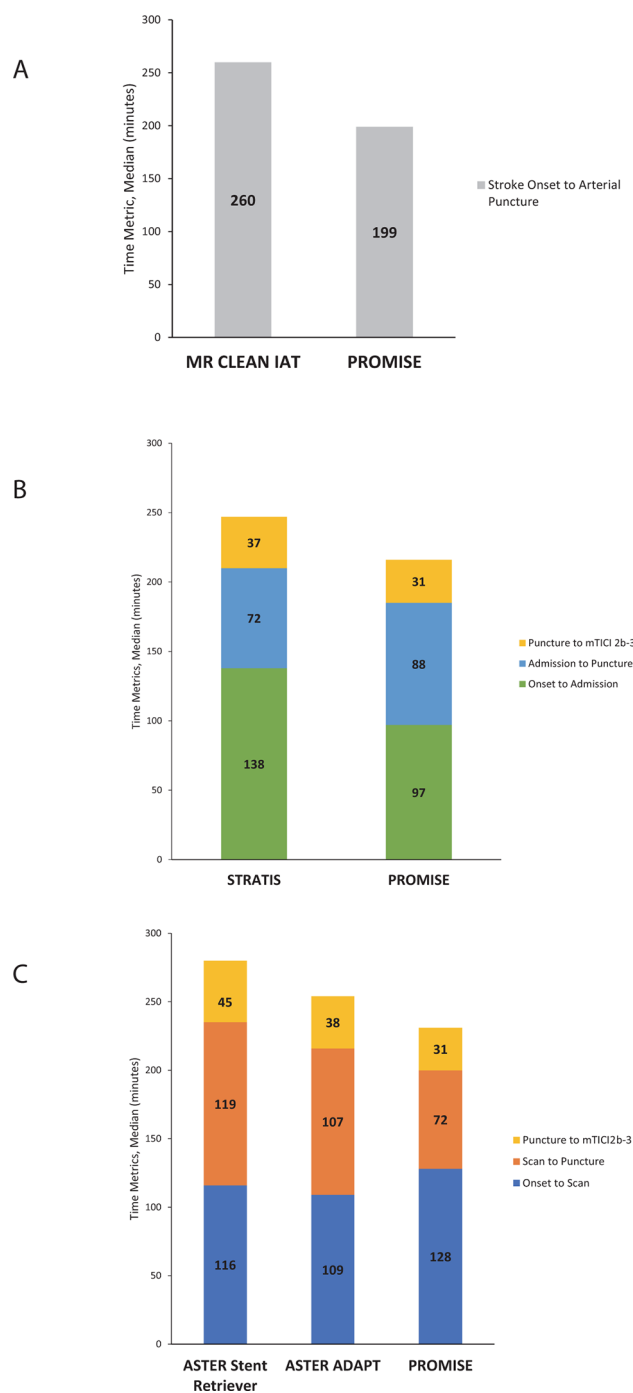 A
Time Metric, Median (minutes)
300
250
200
150
100
50
0
260
199
Stroke Onset to Arterial
Puncture
MR CLEAN IAT
PROMISE
B
Time Metrics, Median (minutes)
300
250
200
150
100
50
0
37
72
138
31
88
97
Puncture to mTICI 2b-3
Admission to Puncture
Onset to Admission
STRATIS
PROMISE
C
Time Metrics, Median (minutes)
300
250
200
150
100
50
0
45
119
116
38
107
109
31
72
128
Puncture to mTICI2b-3
Scan to Puncture
Onset to Scan
ASTER Stent
Retriever
ASTER ADAPT
PROMISE